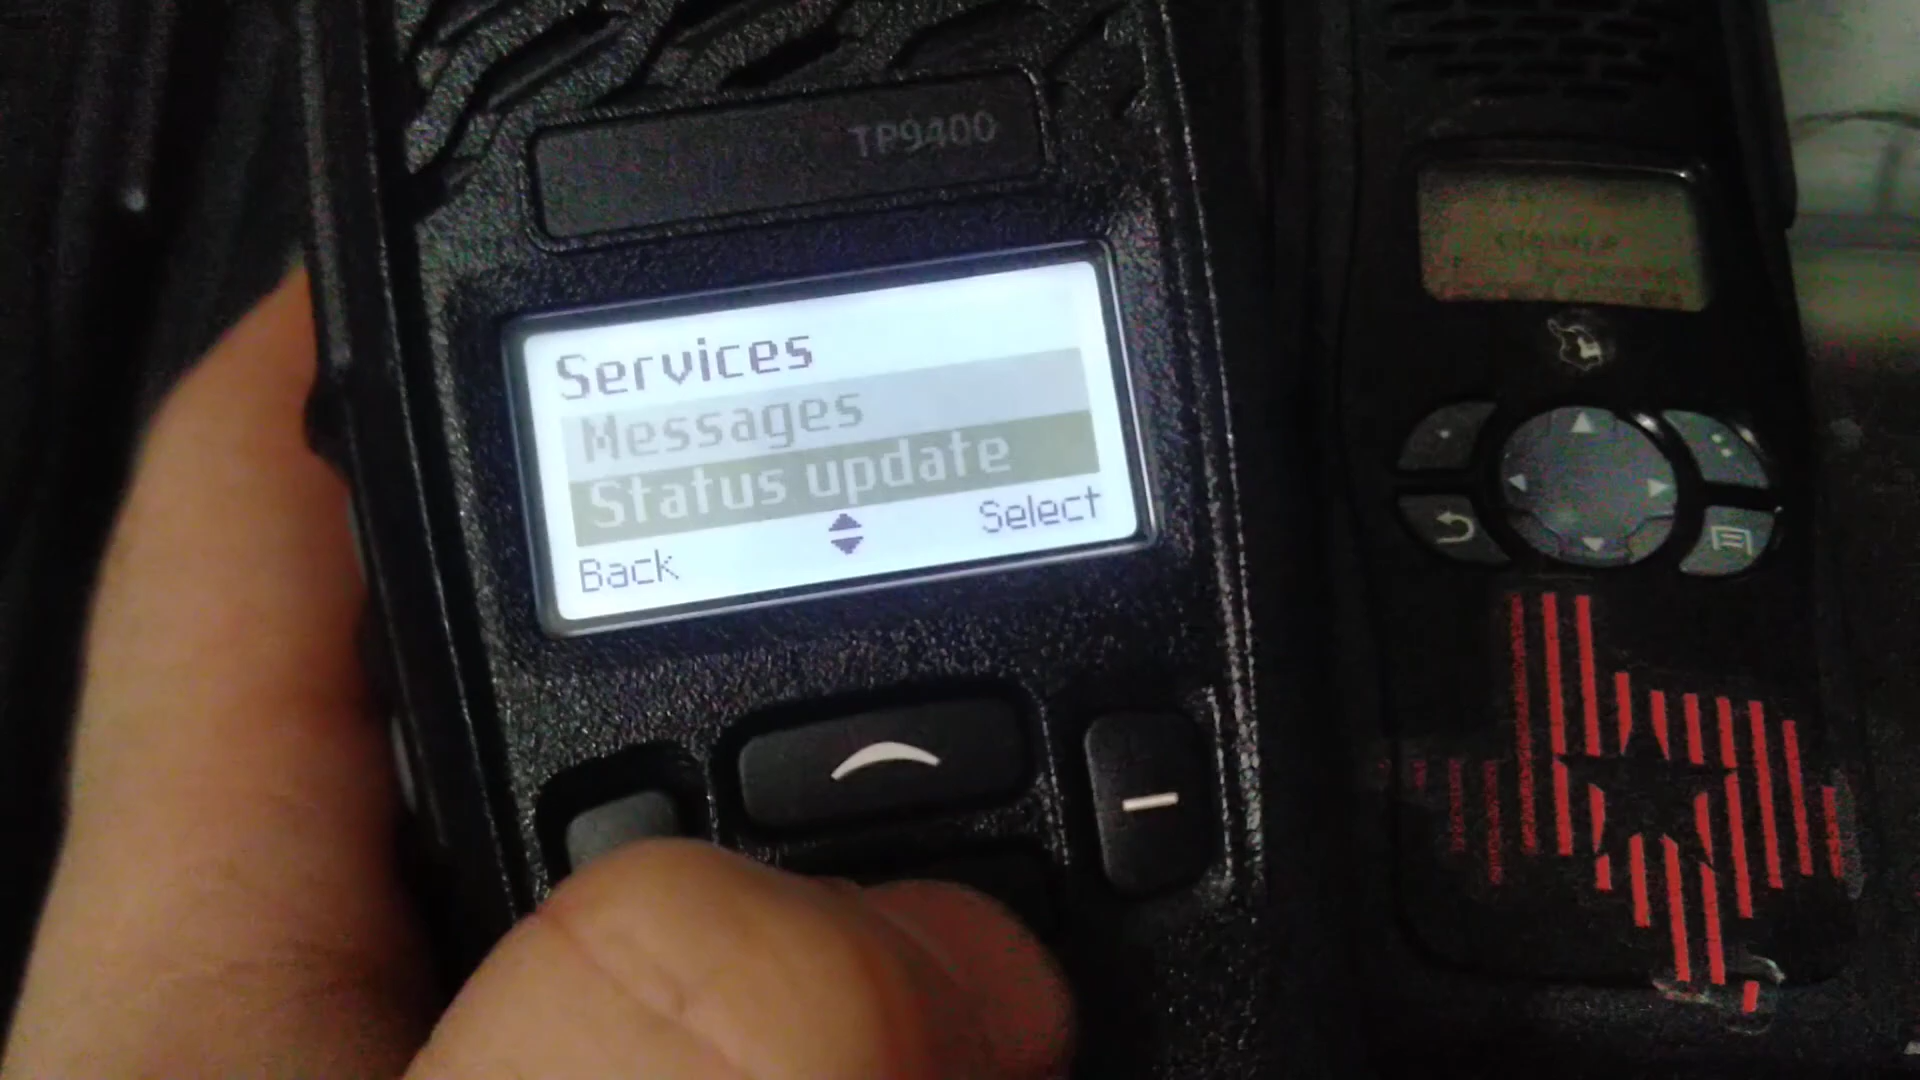 TP9400
Services
Messages
Status update
Select
Back